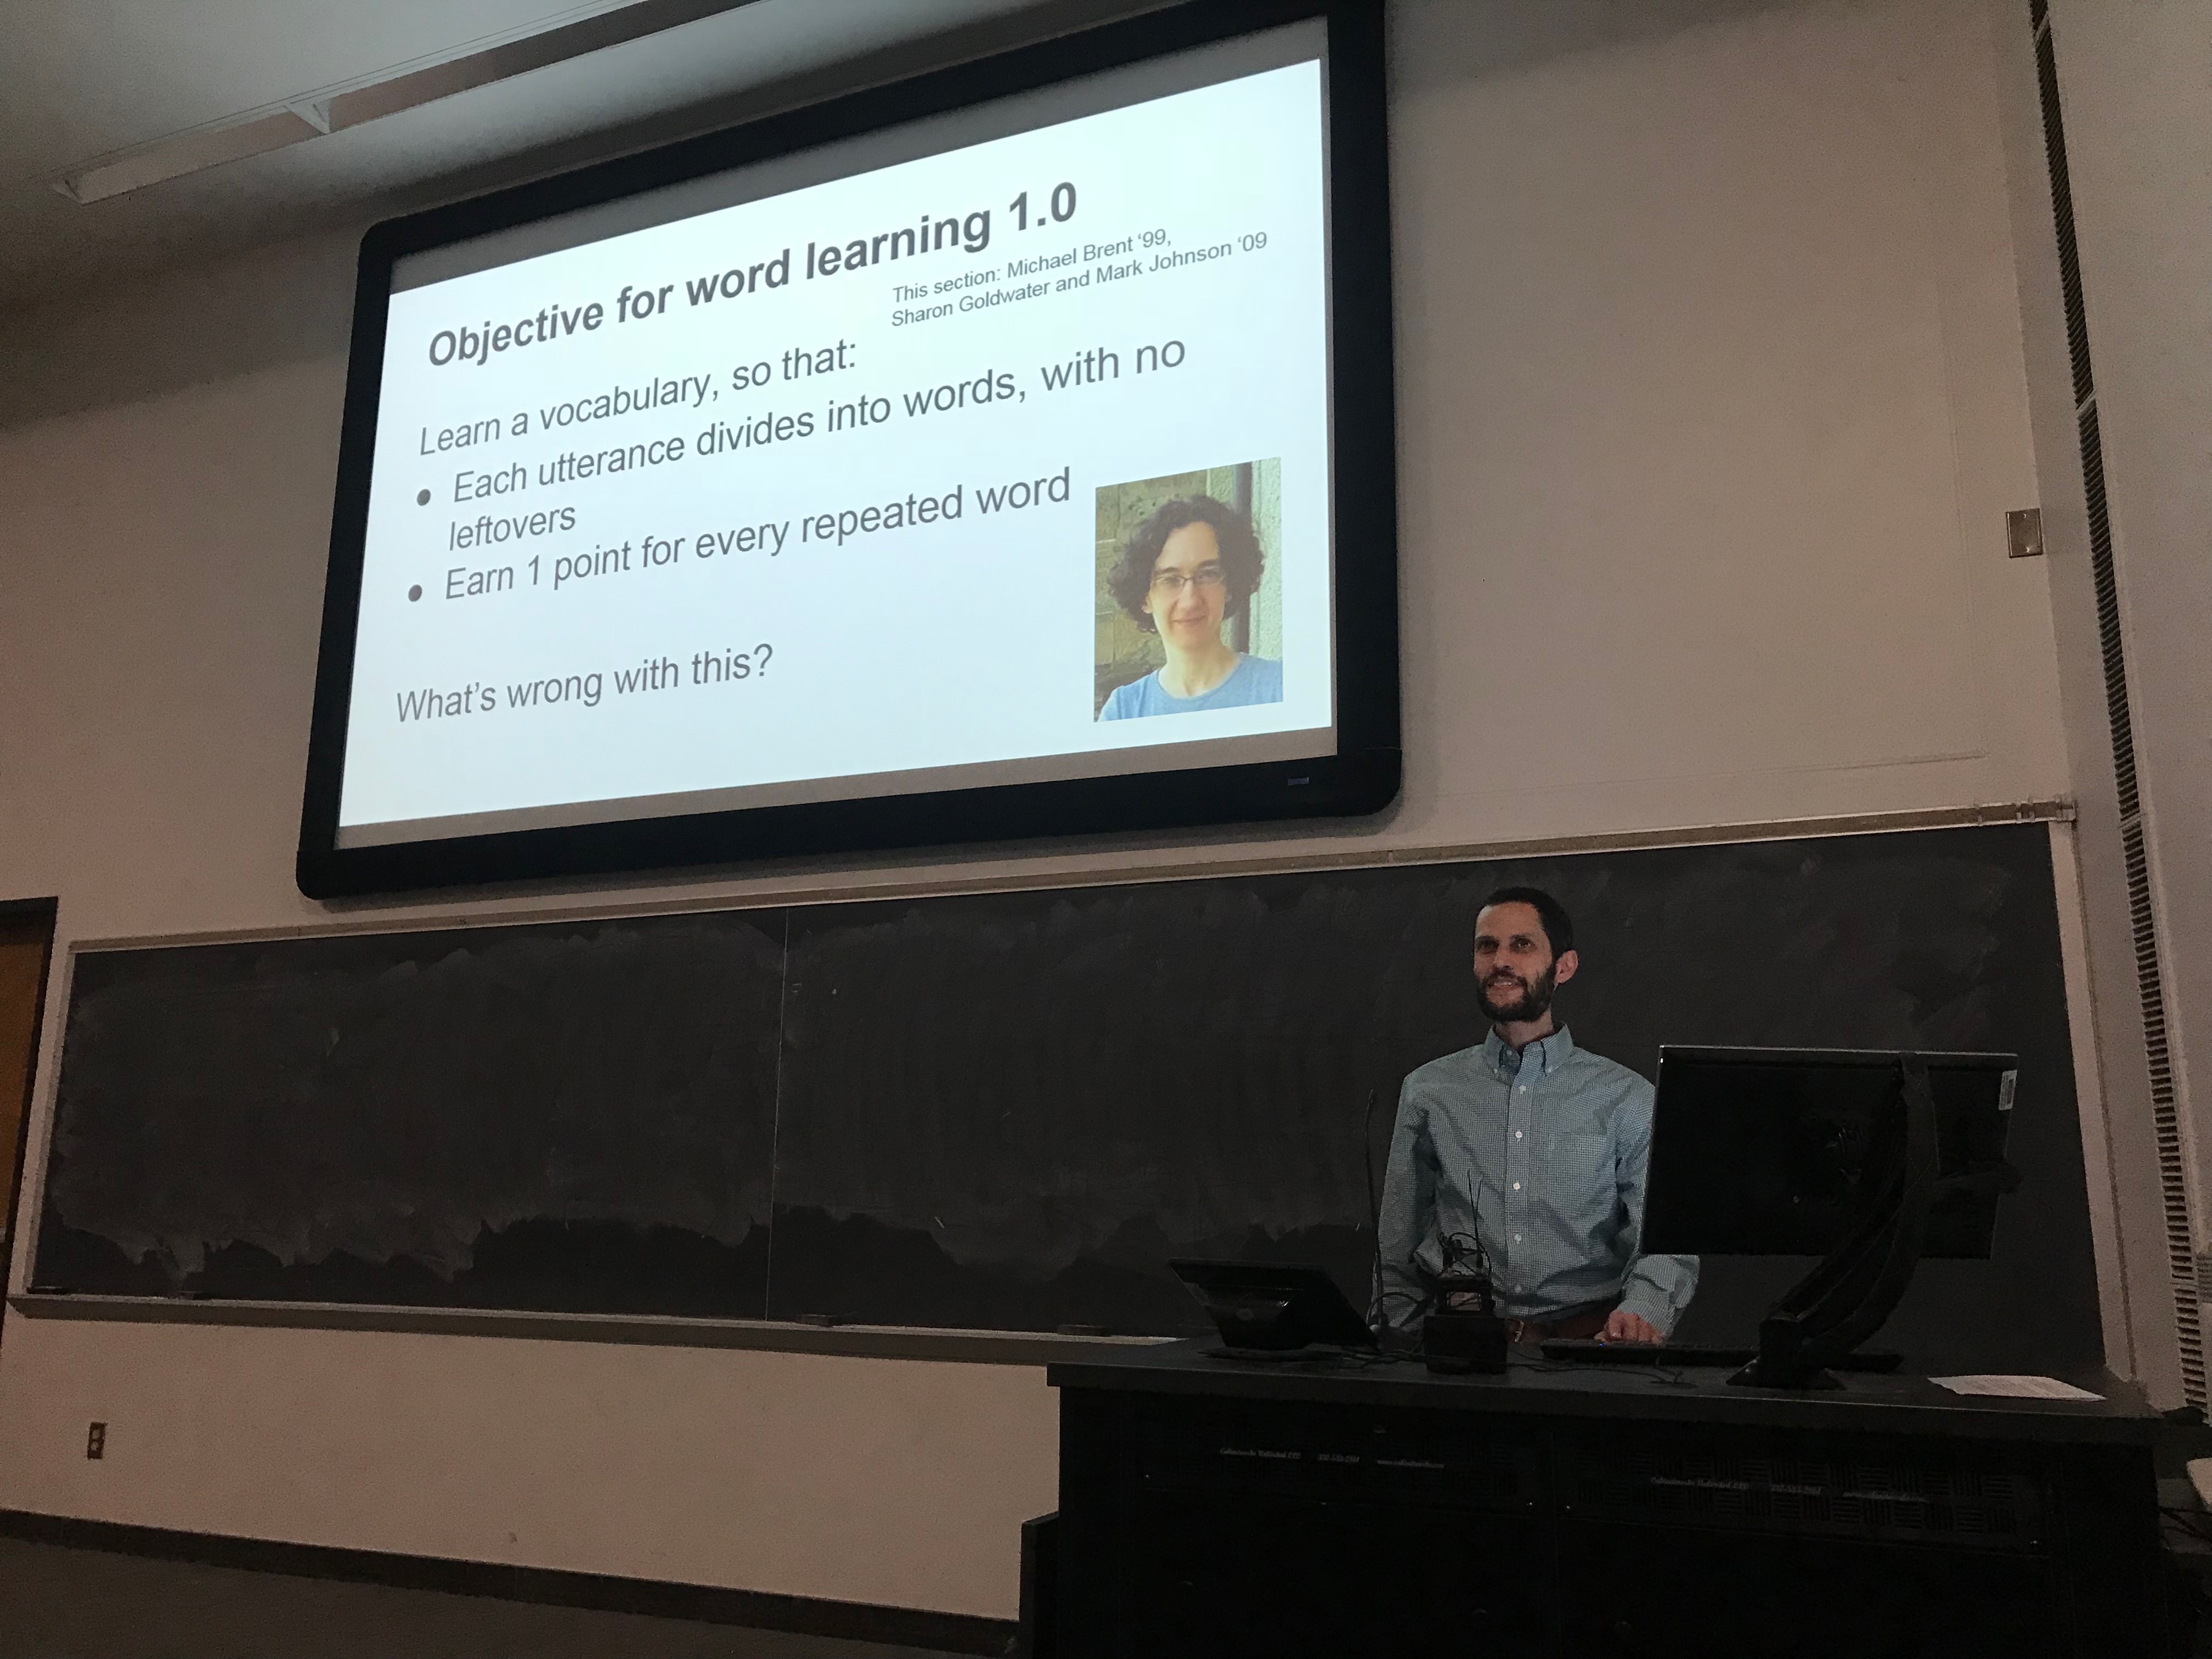 Objective for word learning 1.0
This section: Michael Brent ‘99,
Sharon Goldwater and Mark Johnson ‘09
Learn a vocabulary, so that:
● Each utterance divides into words, with no
leftovers
● Earn 1 point for every repeated word
What’s wrong with this?